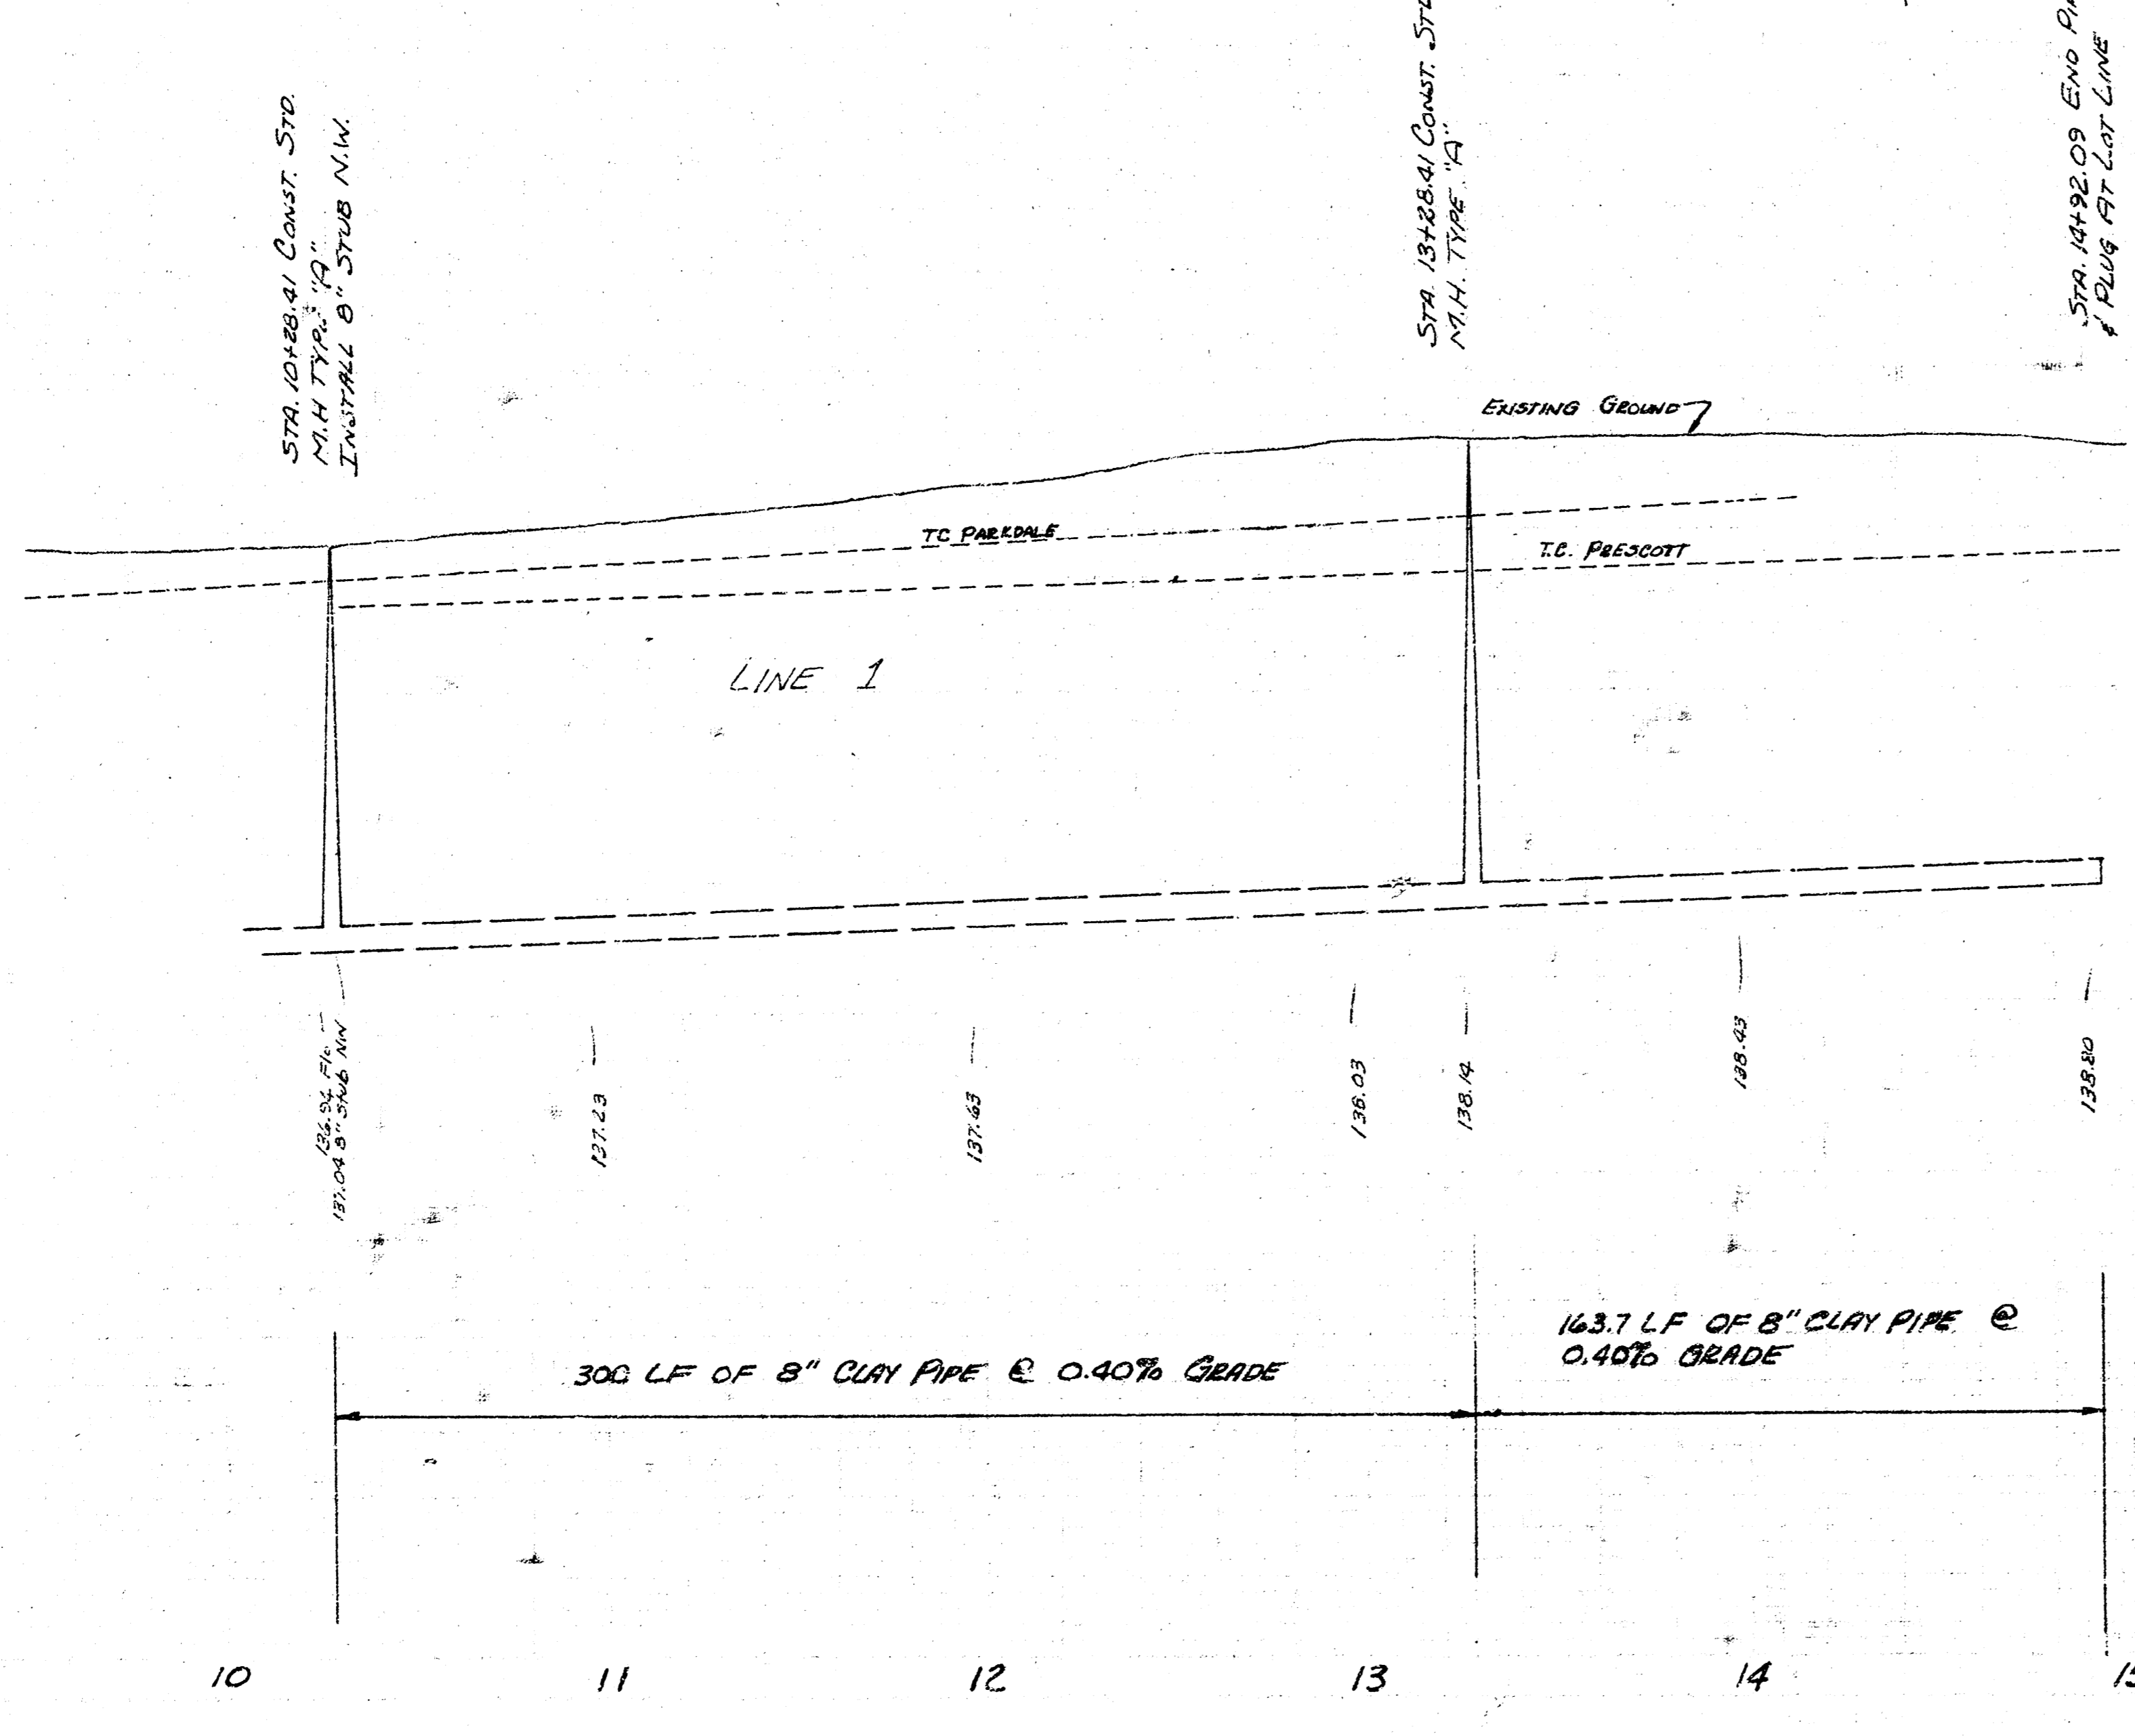 STA. 10+28.41 CONST. STD.
M.H TYPE "A"
INSTALL 8" STUB N.W.
STA. 13+28.41 CONST.
M.H. TYPE "A"
STA. 14+92.09 END
& PLUG AT LOT LINE
EXISTING GROUND
TC PARKDALE
T.C. PRESCOTT
LINE 1
136.94
137.04 8" Stub NW
137.23
137.63
138.03
138.14
138.43
138.80
300 LF OF 8" CLAY PIPE @ 0.40% GRADE
163.7 LF OF 8" CLAY PIPE @
0.40% GRADE
10 11 12 13 14